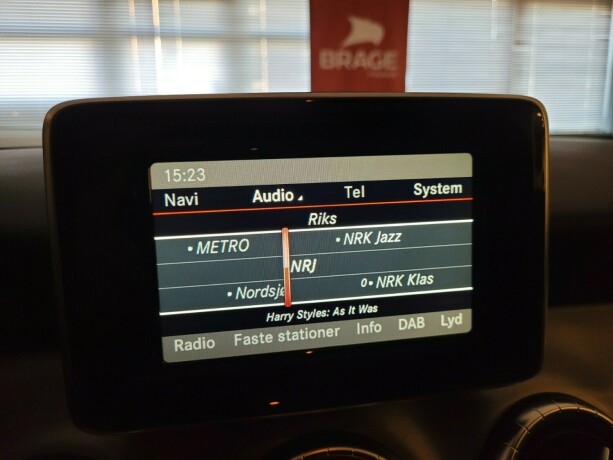 BRAGE
15:23
Navi Audio Tel System
Riks
• METRO • NRK Jazz
NRJ
• Nordsjø 0• NRK Klas
Harry Styles: As It Was
Radio Faste stationer Info DAB Lyd